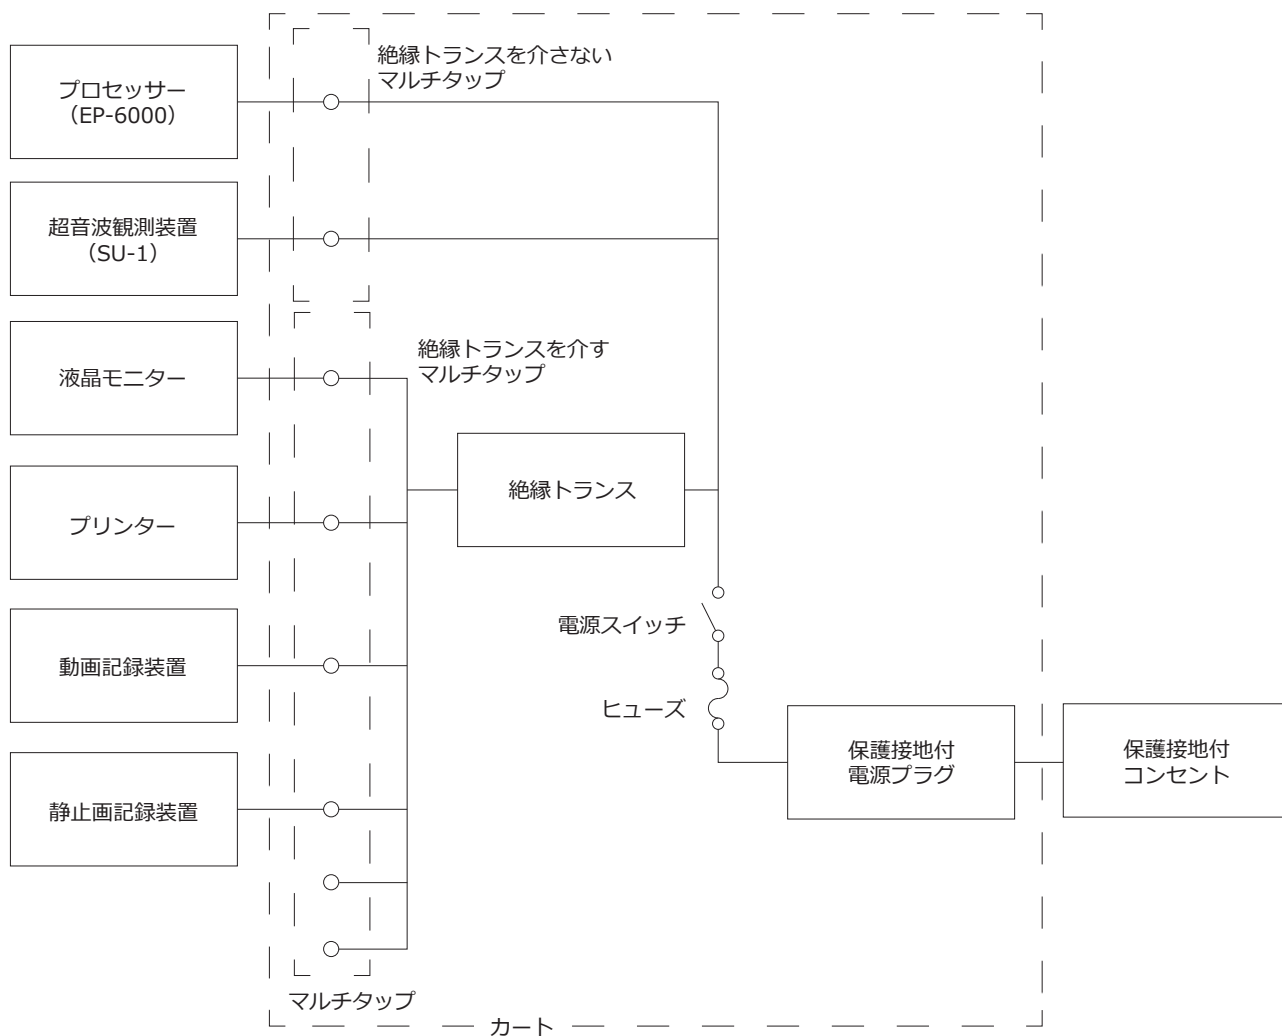 絶縁トランスを介さない
マルチタップ
プロセッサー
（EP-6000）
超音波観測装置
（SU-1）
絶縁トランスを介す
マルチタップ
液晶モニター
絶縁トランス
プリンター
電源スイッチ
動画記録装置
ヒューズ
保護接地付
電源プラグ
保護接地付
コンセント
静止画記録装置
マルチタップ
カート